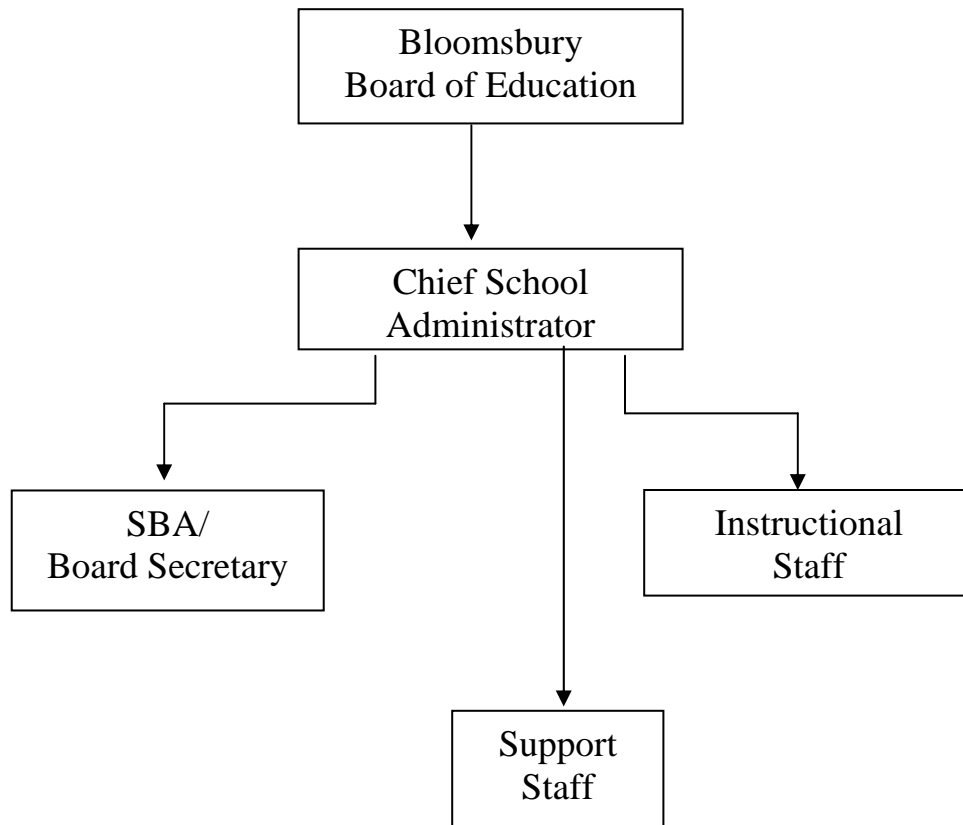 Bloomsbury
Board of Education
Chief School
Administrator
SBA/
Board Secretary
Instructional
Staff
Support
Staff